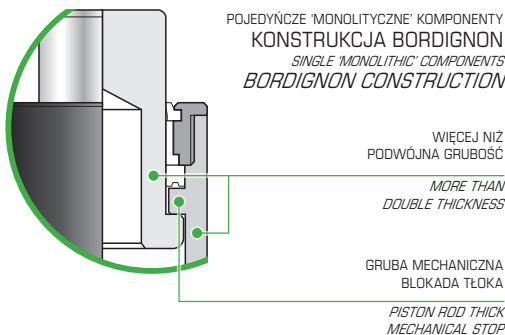 POJEDYŃCZE 'MONOLITYCZNE' KOMPONENTY
KONSTRUKCJA BORDIGNON
SINGLE 'MONOLITHIC' COMPONENTS
BORDIGNON CONSTRUCTION
WIĘCEJ NIŻ
PODWÓJNA GRUBOŚĆ
MORE THAN
DOUBLE THICKNESS
GRUBA MECHANICZNA
BLOKADA TŁOKA
PISTON ROD THICK
MECHANICAL STOP